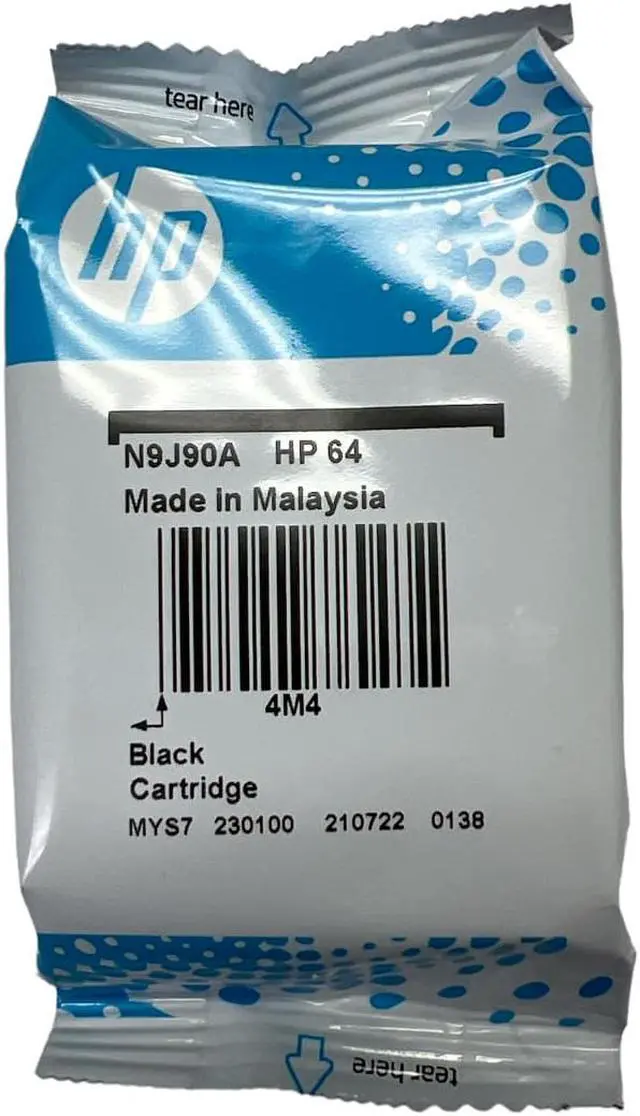 tear here
hp
N9J90A HP 64
Made in Malaysia
4M4
Black
Cartridge
MYS7 230100 210722 0138
tear here